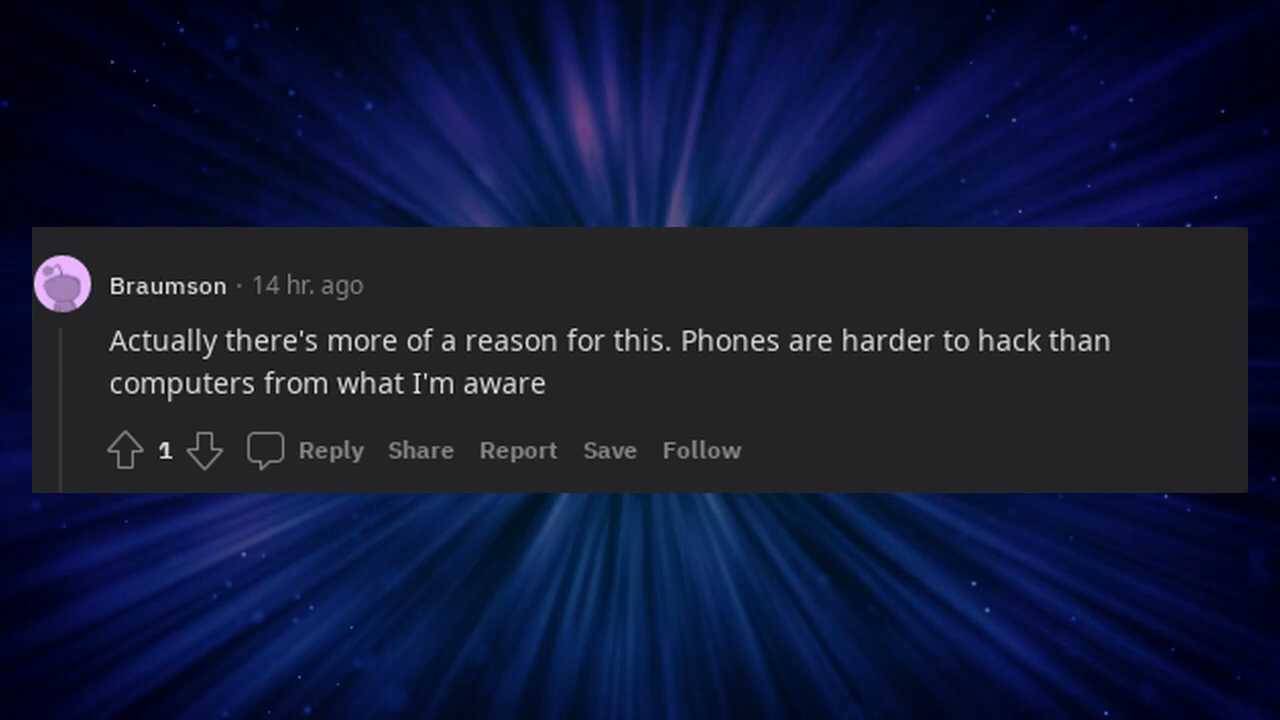 Braumson · 14 hr. ago
Actually there's more of a reason for this. Phones are harder to hack than
computers from what I'm aware
1 Reply Share Report Save Follow